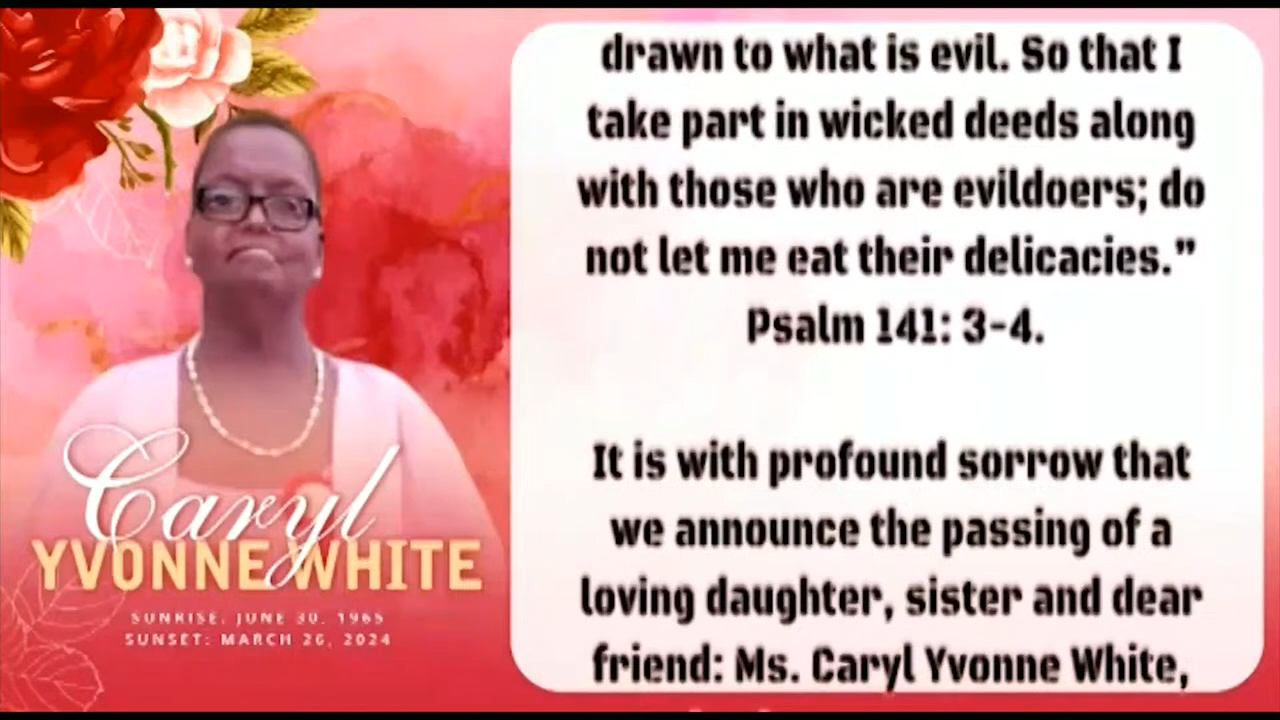 Caryl
YVONNE WHITE
SUNRISE: JUNE 30, 1965
SUNSET: MARCH 26, 2024
drawn to what is evil. So that I
take part in wicked deeds along
with those who are evildoers; do
not let me eat their delicacies.”
Psalm 141: 3-4.
It is with profound sorrow that
we announce the passing of a
loving daughter, sister and dear
friend: Ms. Caryl Yvonne White,